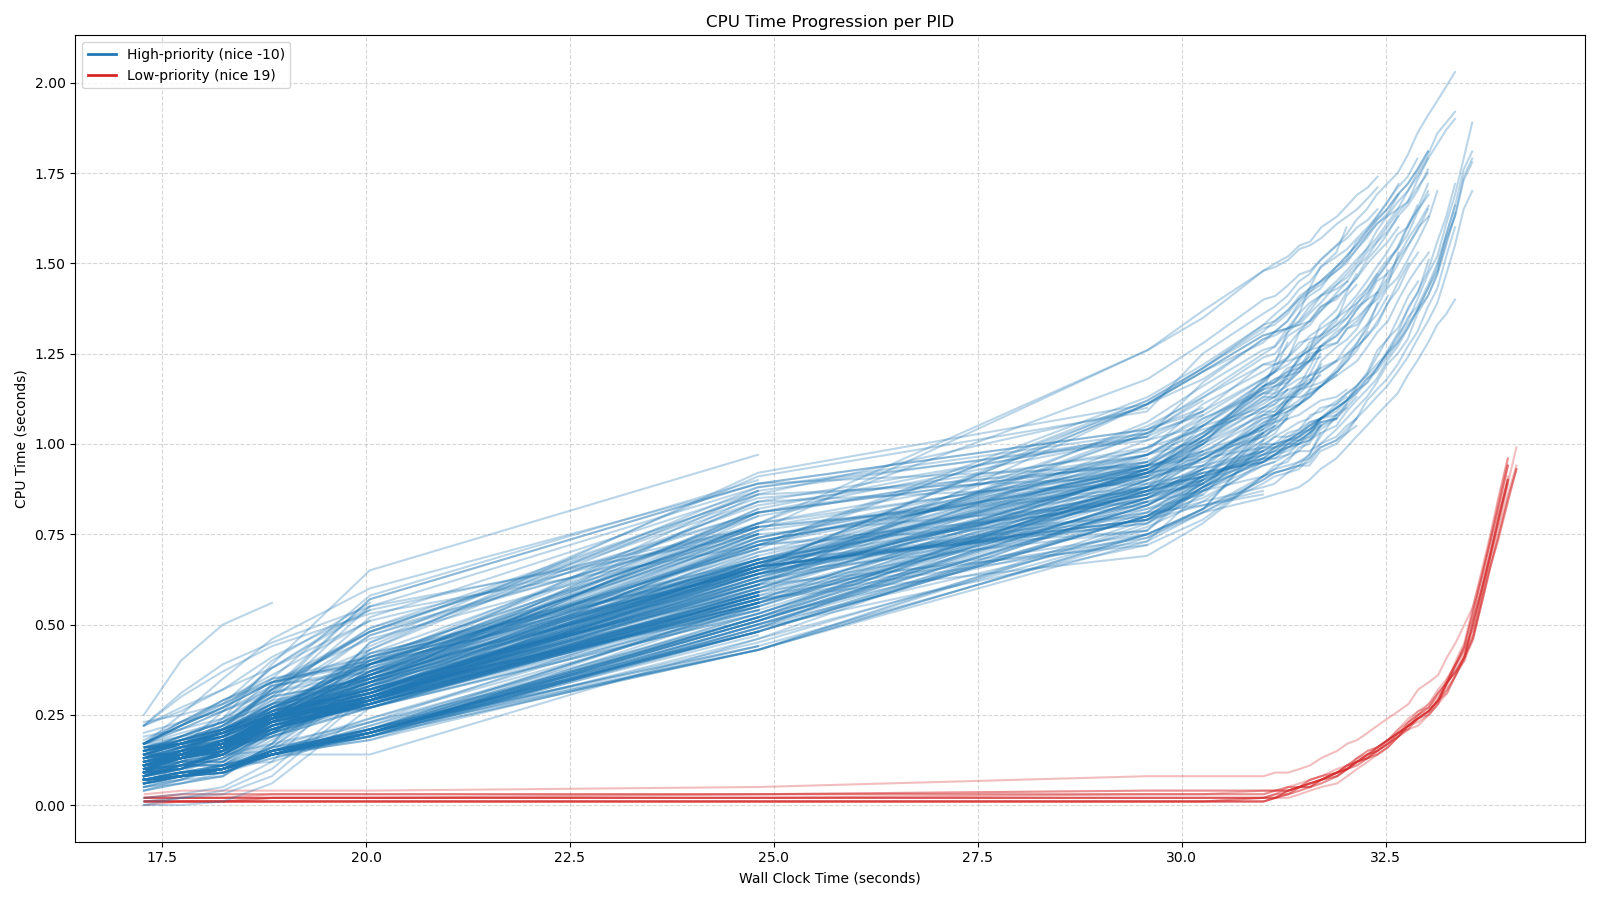 CPU Time Progression per PID
High-priority (nice -10)
Low-priority (nice 19)
2.00
1.75
1.50
1.25
1.00
0.75
0.50
0.25
0.00
CPU Time (seconds)
17.5 20.0 22.5 25.0 27.5 30.0 32.5
Wall Clock Time (seconds)